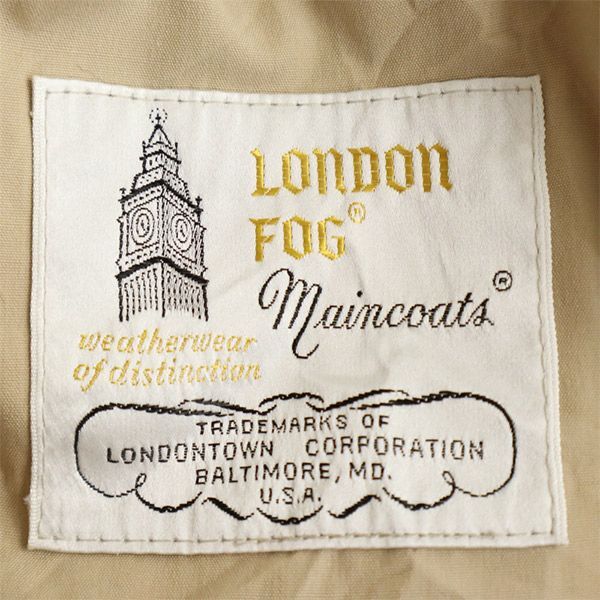 LONDON
FOG®
Maincoats®
weatherwear
of distinction
TRADEMARKS OF
LONDONTOWN CORPORATION
BALTIMORE, MD.
U.S.A.